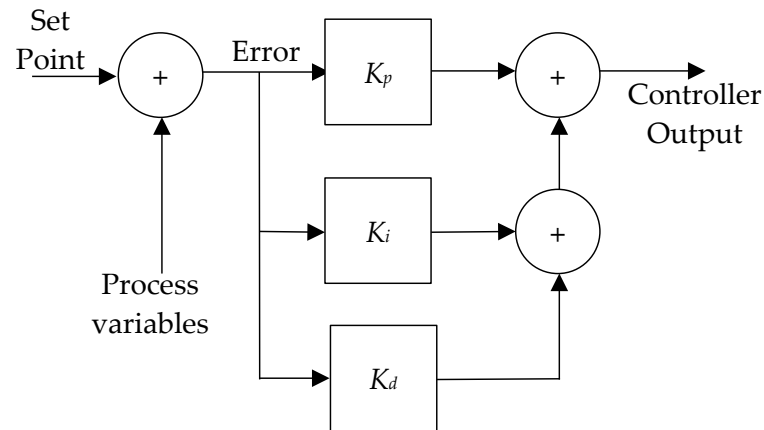 Set
Point
+
Error
Kp
+
Controller
Output
Ki
+
Process
variables
Kd